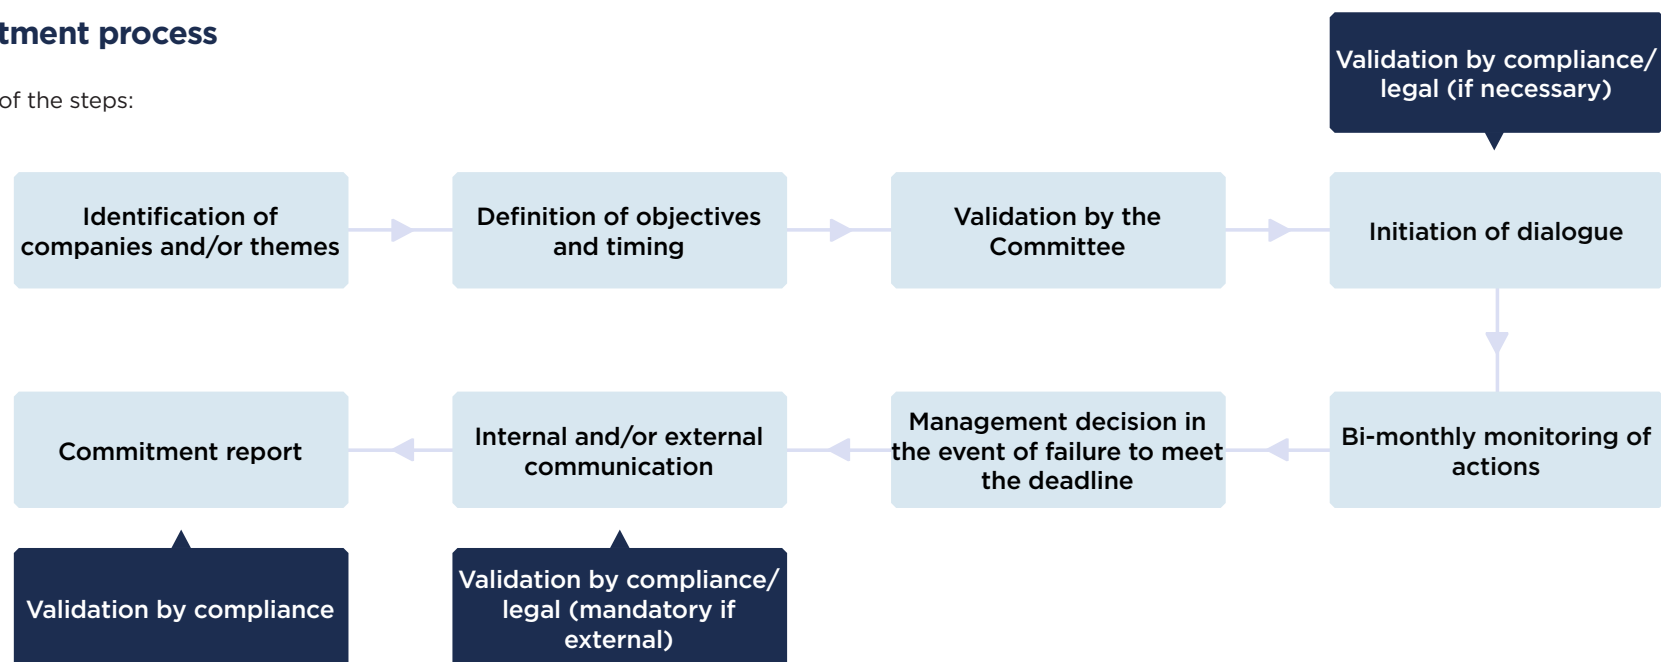 tment process
of the steps:
Validation by compliance/
legal (if necessary)
Identification of
companies and/or themes
Definition of objectives
and timing
Validation by the
Committee
Initiation of dialogue
Bi-monthly monitoring of
actions
Management decision in
the event of failure to meet
the deadline
Internal and/or external
communication
Commitment report
Validation by compliance
Validation by compliance/
legal (mandatory if
external)